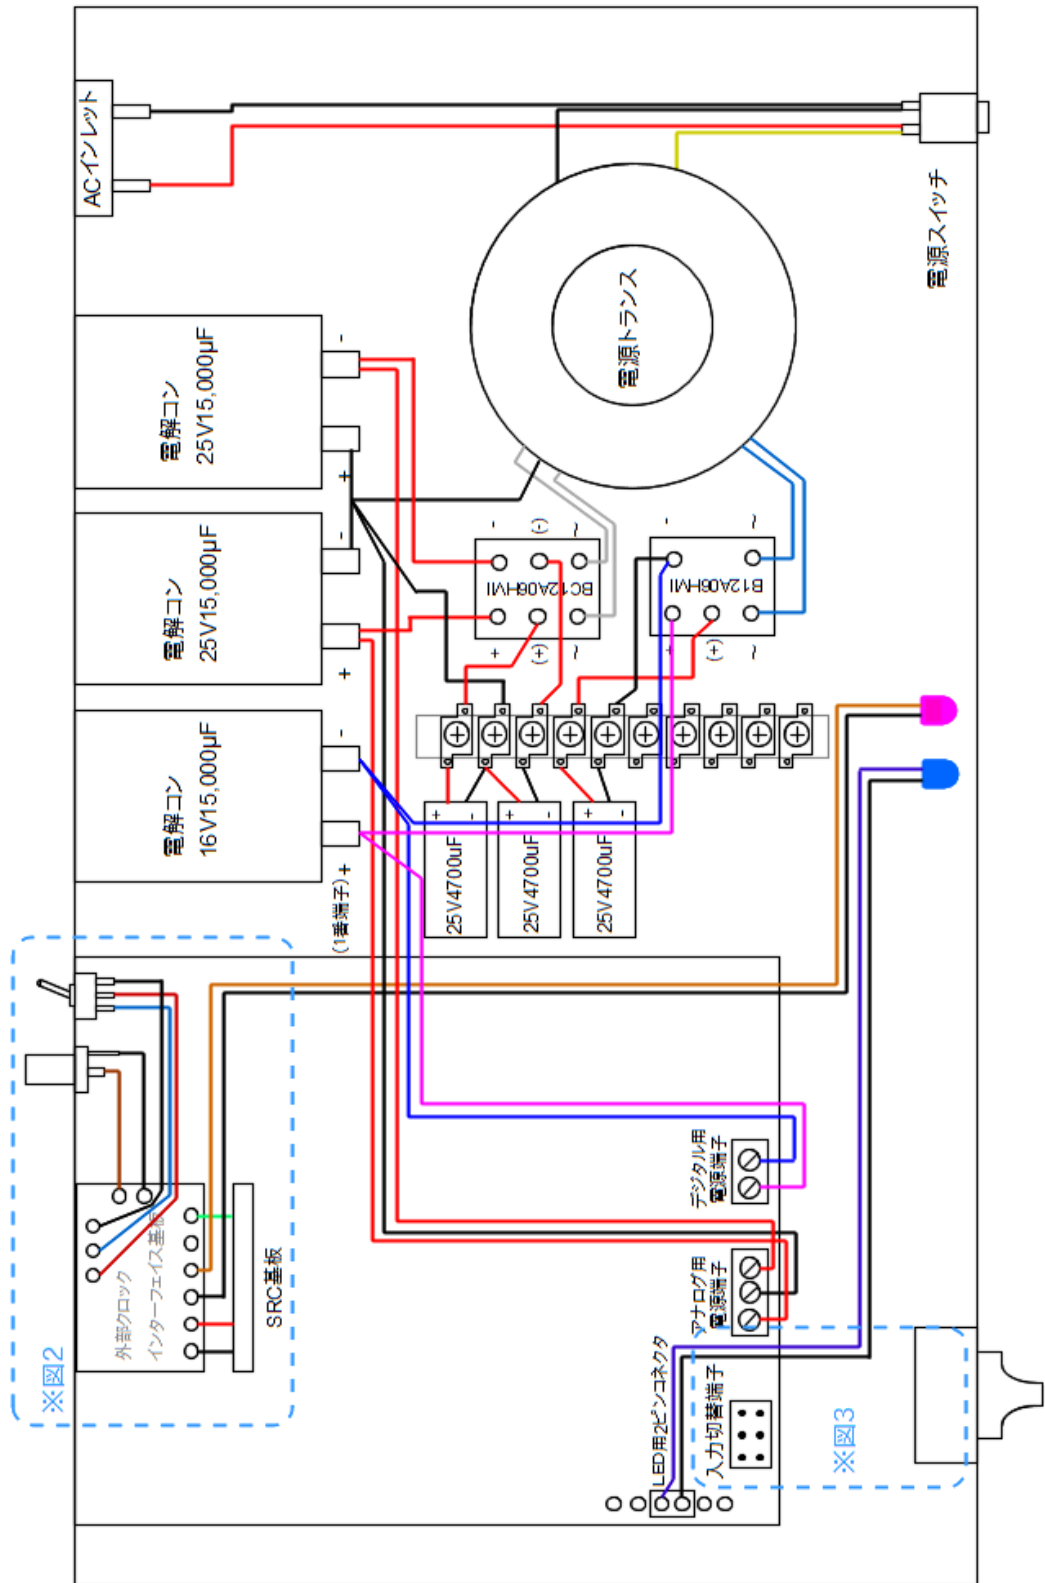 ACインレット
電源スイッチ
電源トランス
電解コン
25V15,000μF
-
+
電解コン
25V15,000μF
-
+
電解コン
16V15,000μF
-
(1番端子)+
-
(-)
~
BC12A06HVII
+
(+)
~
-
~
B12A06HVII
+
(+)
~
+ -
25V4700uF
+ -
25V4700uF
+ -
25V4700uF
※図2
外部クロック
インターフェイス基板
SRC基板
デジタル用
電源端子
アナログ用
電源端子
LED用2ピンコネクタ
入力切替端子
※図3